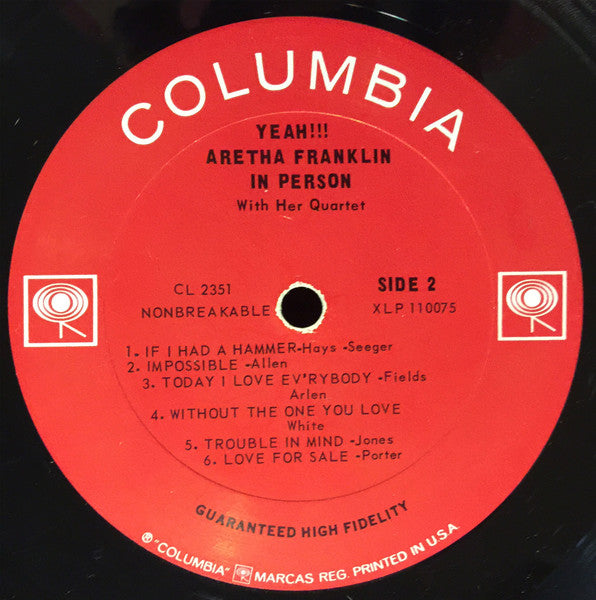 COLUMBIA
YEAH!!!
ARETHA FRANKLIN
IN PERSON
With Her Quartet
CL 2351
SIDE 2
NONBREAKABLE
XLP 110075
1. IF I HAD A HAMMER-Hays -Seeger
2. IMPOSSIBLE -Allen
3. TODAY I LOVE EV'RYBODY -Fields
Arlen
4. WITHOUT THE ONE YOU LOVE
White
5. TROUBLE IN MIND -Jones
6. LOVE FOR SALE -Porter
GUARANTEED HIGH FIDELITY
® "COLUMBIA" MARCAS REG. PRINTED IN U.S.A.